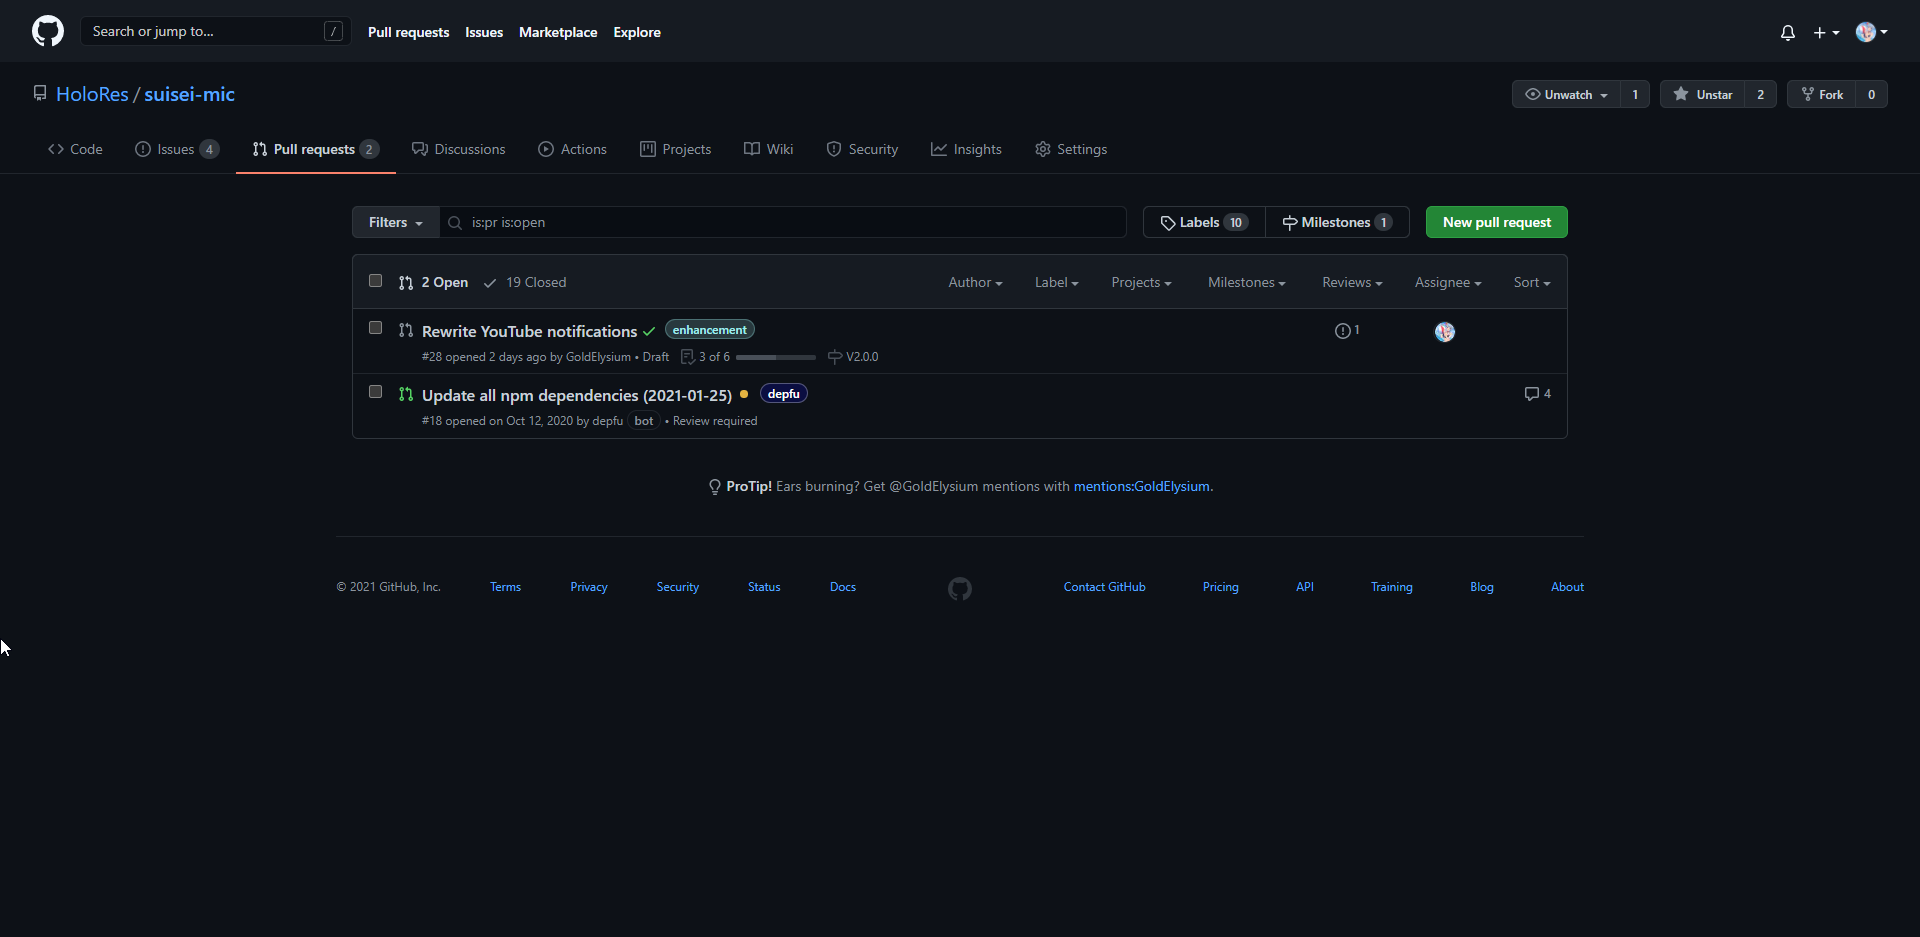 Search or jump to... / Pull requests Issues Marketplace Explore
HoloRes / suisei-mic Unwatch 1 Unstar 2 Fork 0
Code Issues 4 Pull requests 2 Discussions Actions Projects Wiki Security Insights Settings
Filters is:pr is:open Labels 10 Milestones 1 New pull request
2 Open 19 Closed Author Label Projects Milestones Reviews Assignee Sort
Rewrite YouTube notifications enhancement 1
#28 opened 2 days ago by GoldElysium • Draft 3 of 6 V2.0.0
Update all npm dependencies (2021-01-25) depfu 4
#18 opened on Oct 12, 2020 by depfu bot • Review required
ProTip! Ears burning? Get @GoldElysium mentions with mentions:GoldElysium.
© 2021 GitHub, Inc. Terms Privacy Security Status Docs Contact GitHub Pricing API Training Blog About